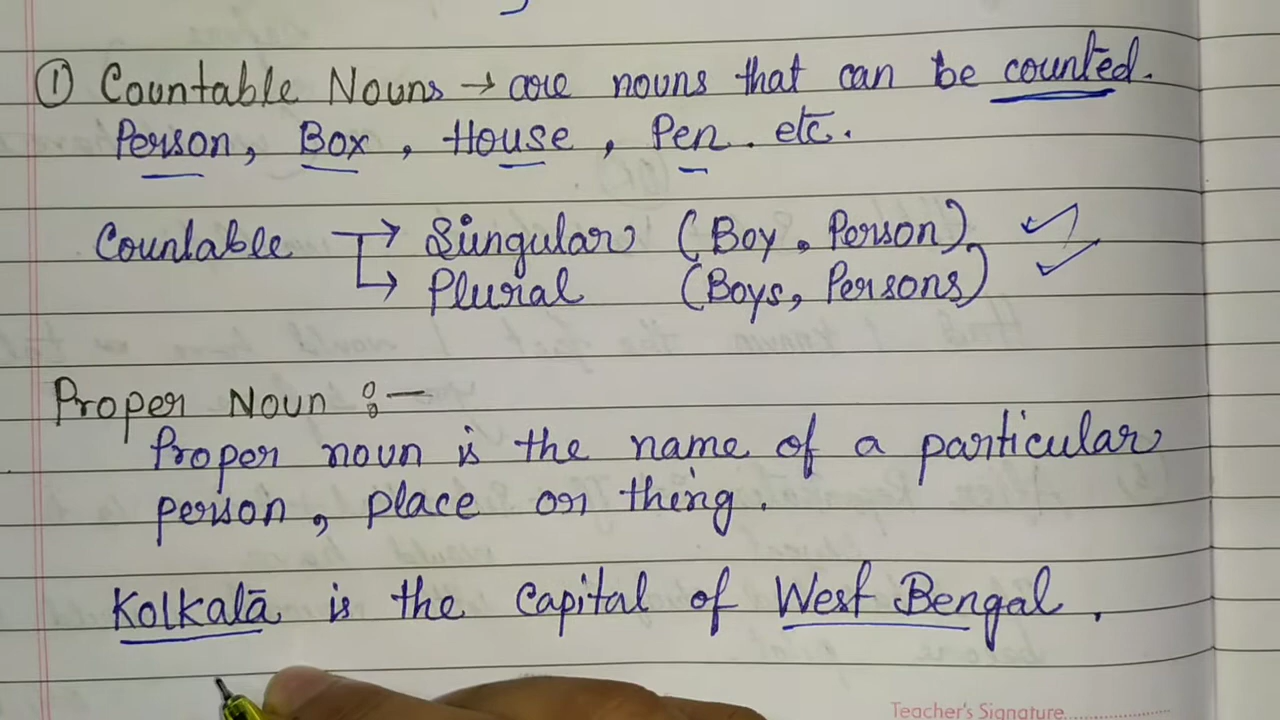 ① Countable Nouns → are nouns that can be counted.
Person, Box, House, Pen. etc.
Countable → Singular (Boy, Person) ✓
→ Plural (Boys, Persons) ✓
Proper Noun :-
Proper noun is the name of a particular
person, place or thing.
Kolkata is the capital of West Bengal.
Teacher's Signature